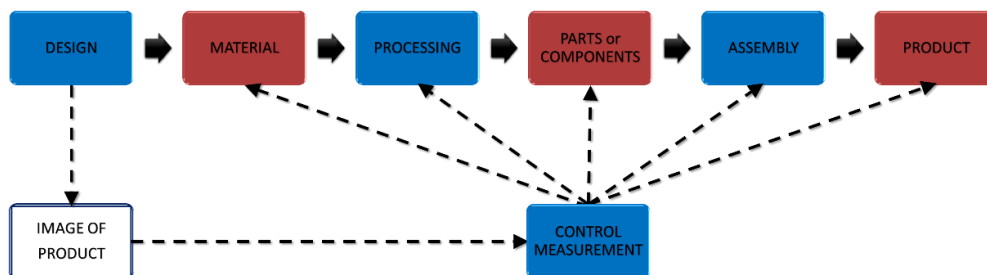 DESIGN
MATERIAL
PROCESSING
PARTS or
COMPONENTS
ASSEMBLY
PRODUCT
IMAGE OF
PRODUCT
CONTROL
MEASUREMENT